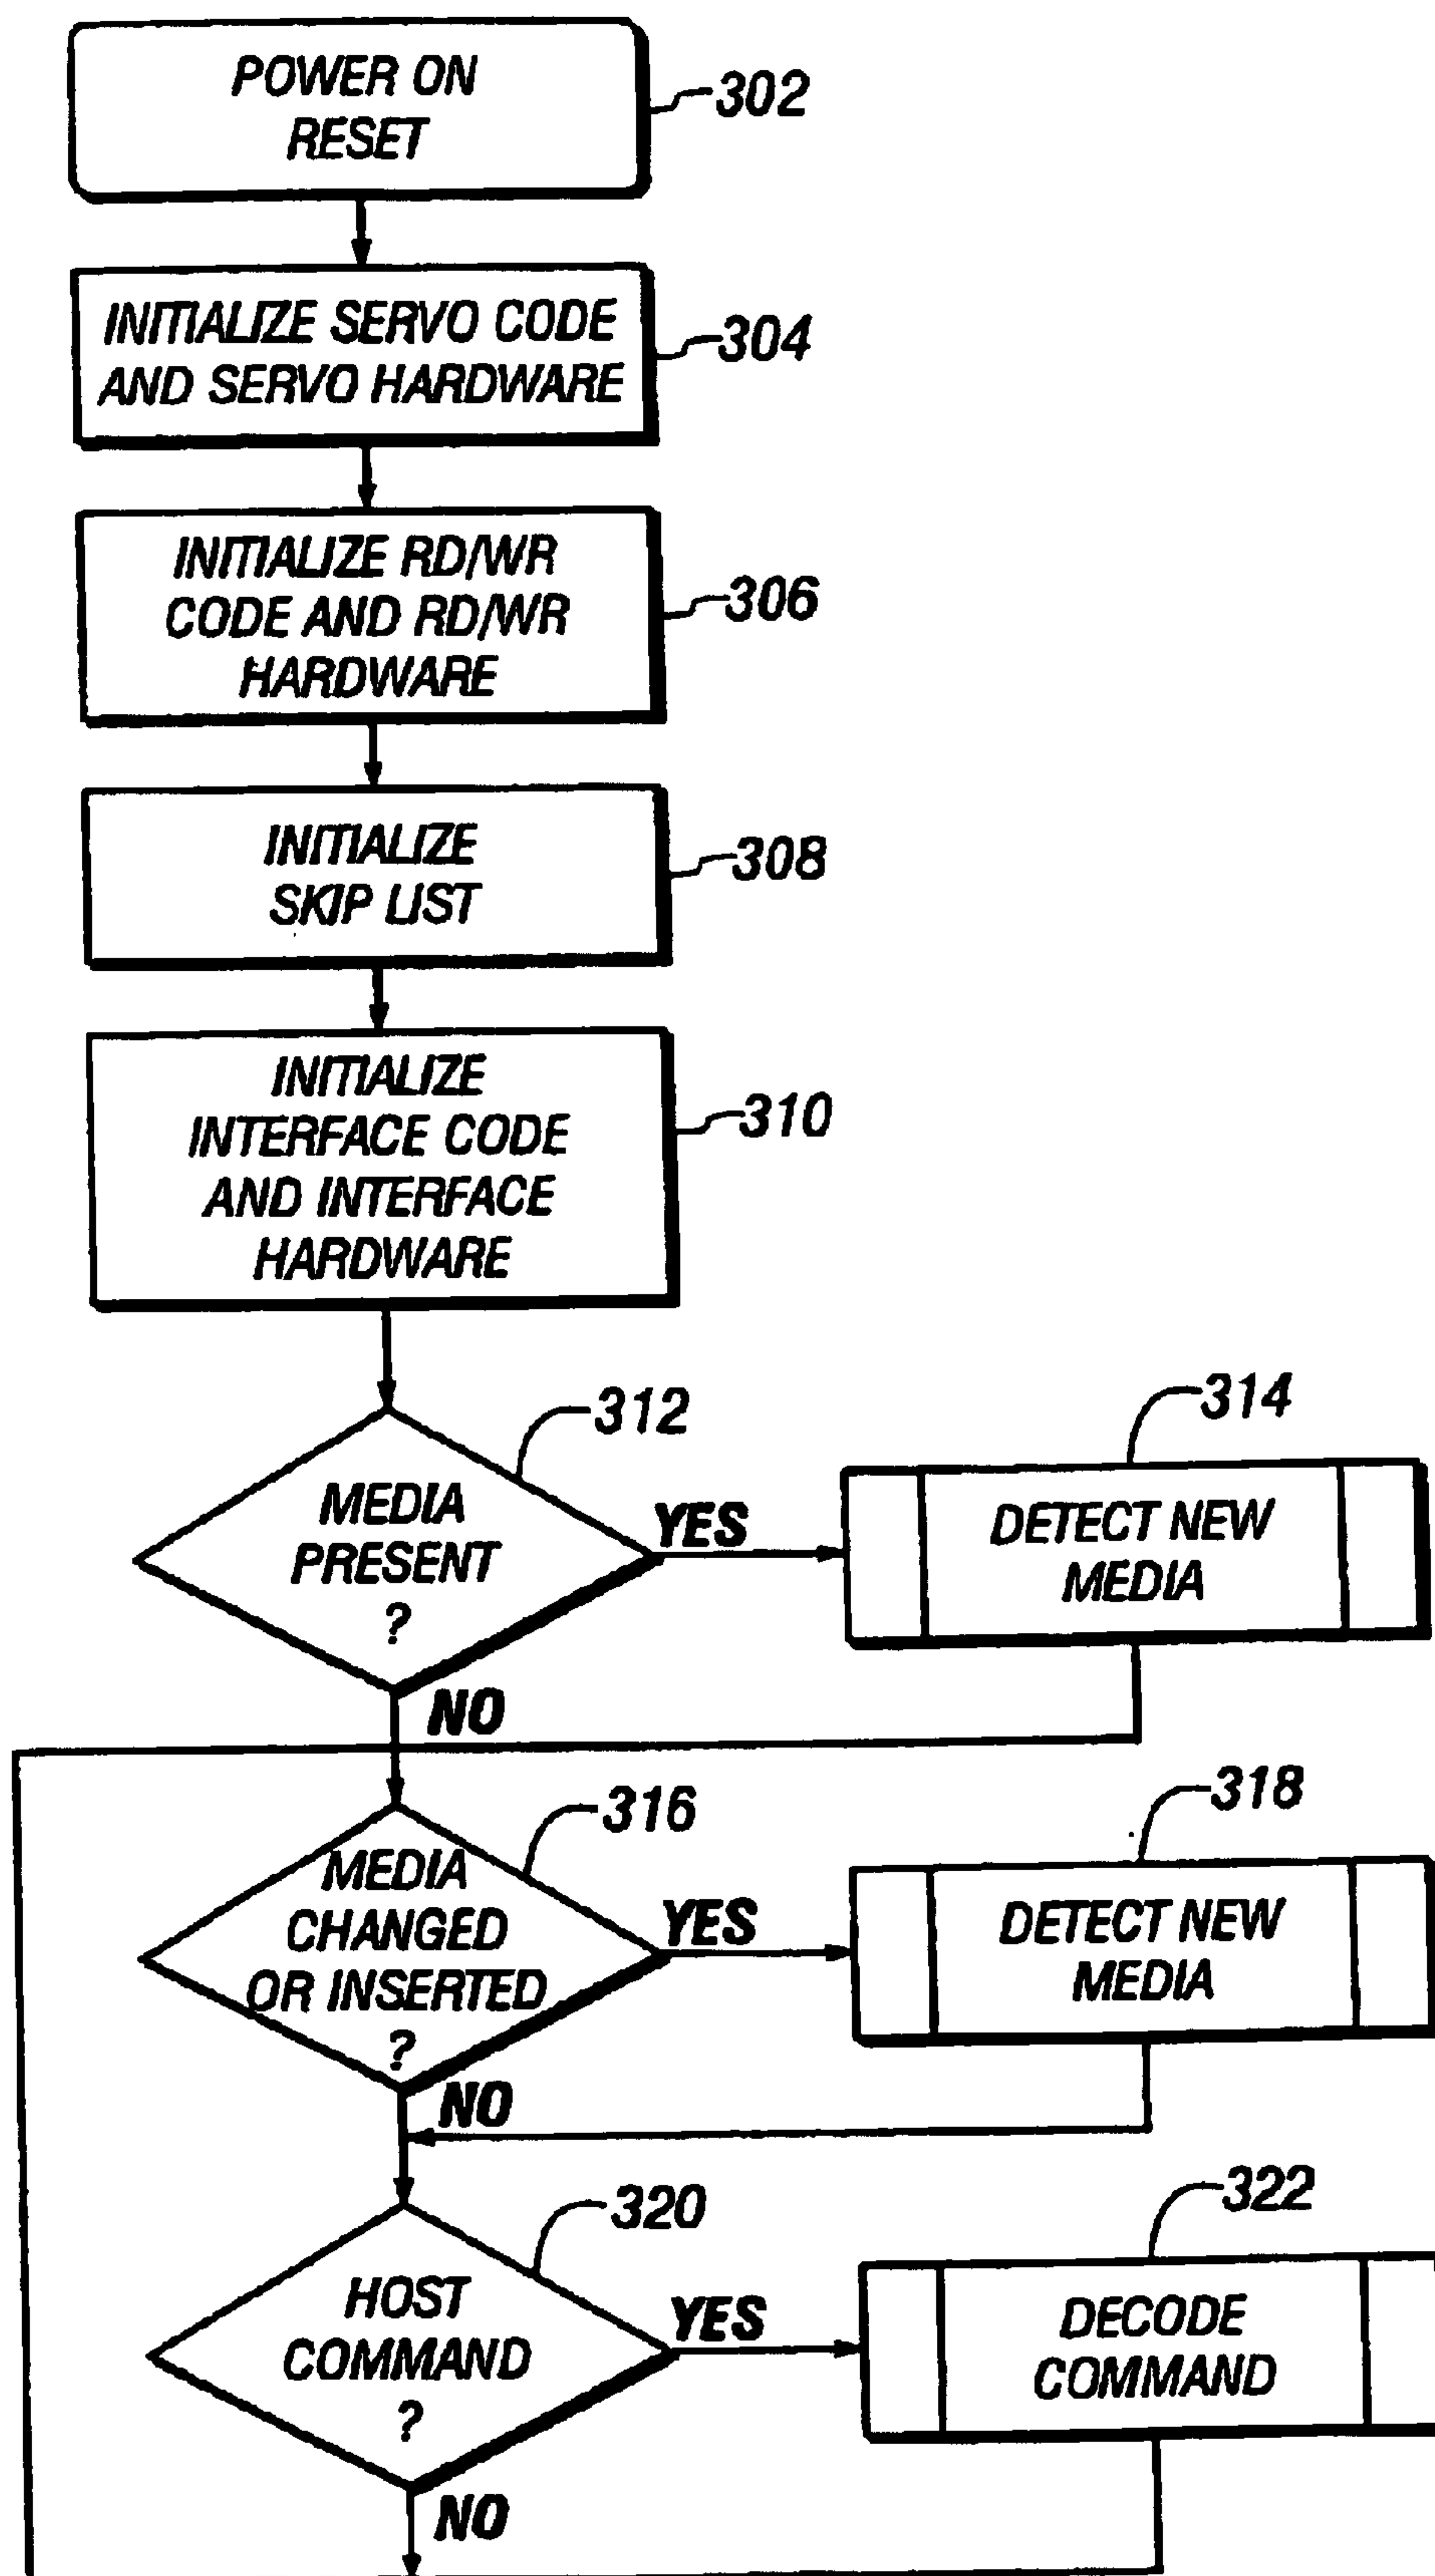 POWER ON
RESET
302
INITIALIZE SERVO CODE
AND SERVO HARDWARE
304
INITIALIZE RD/WR
CODE AND RD/WR
HARDWARE
306
INITIALIZE
SKIP LIST
308
INITIALIZE
INTERFACE CODE
AND INTERFACE
HARDWARE
310
312
MEDIA
PRESENT
?
YES
NO
314
DETECT NEW
MEDIA
316
MEDIA
CHANGED
OR INSERTED
?
YES
NO
318
DETECT NEW
MEDIA
320
HOST
COMMAND
?
YES
NO
322
DECODE
COMMAND